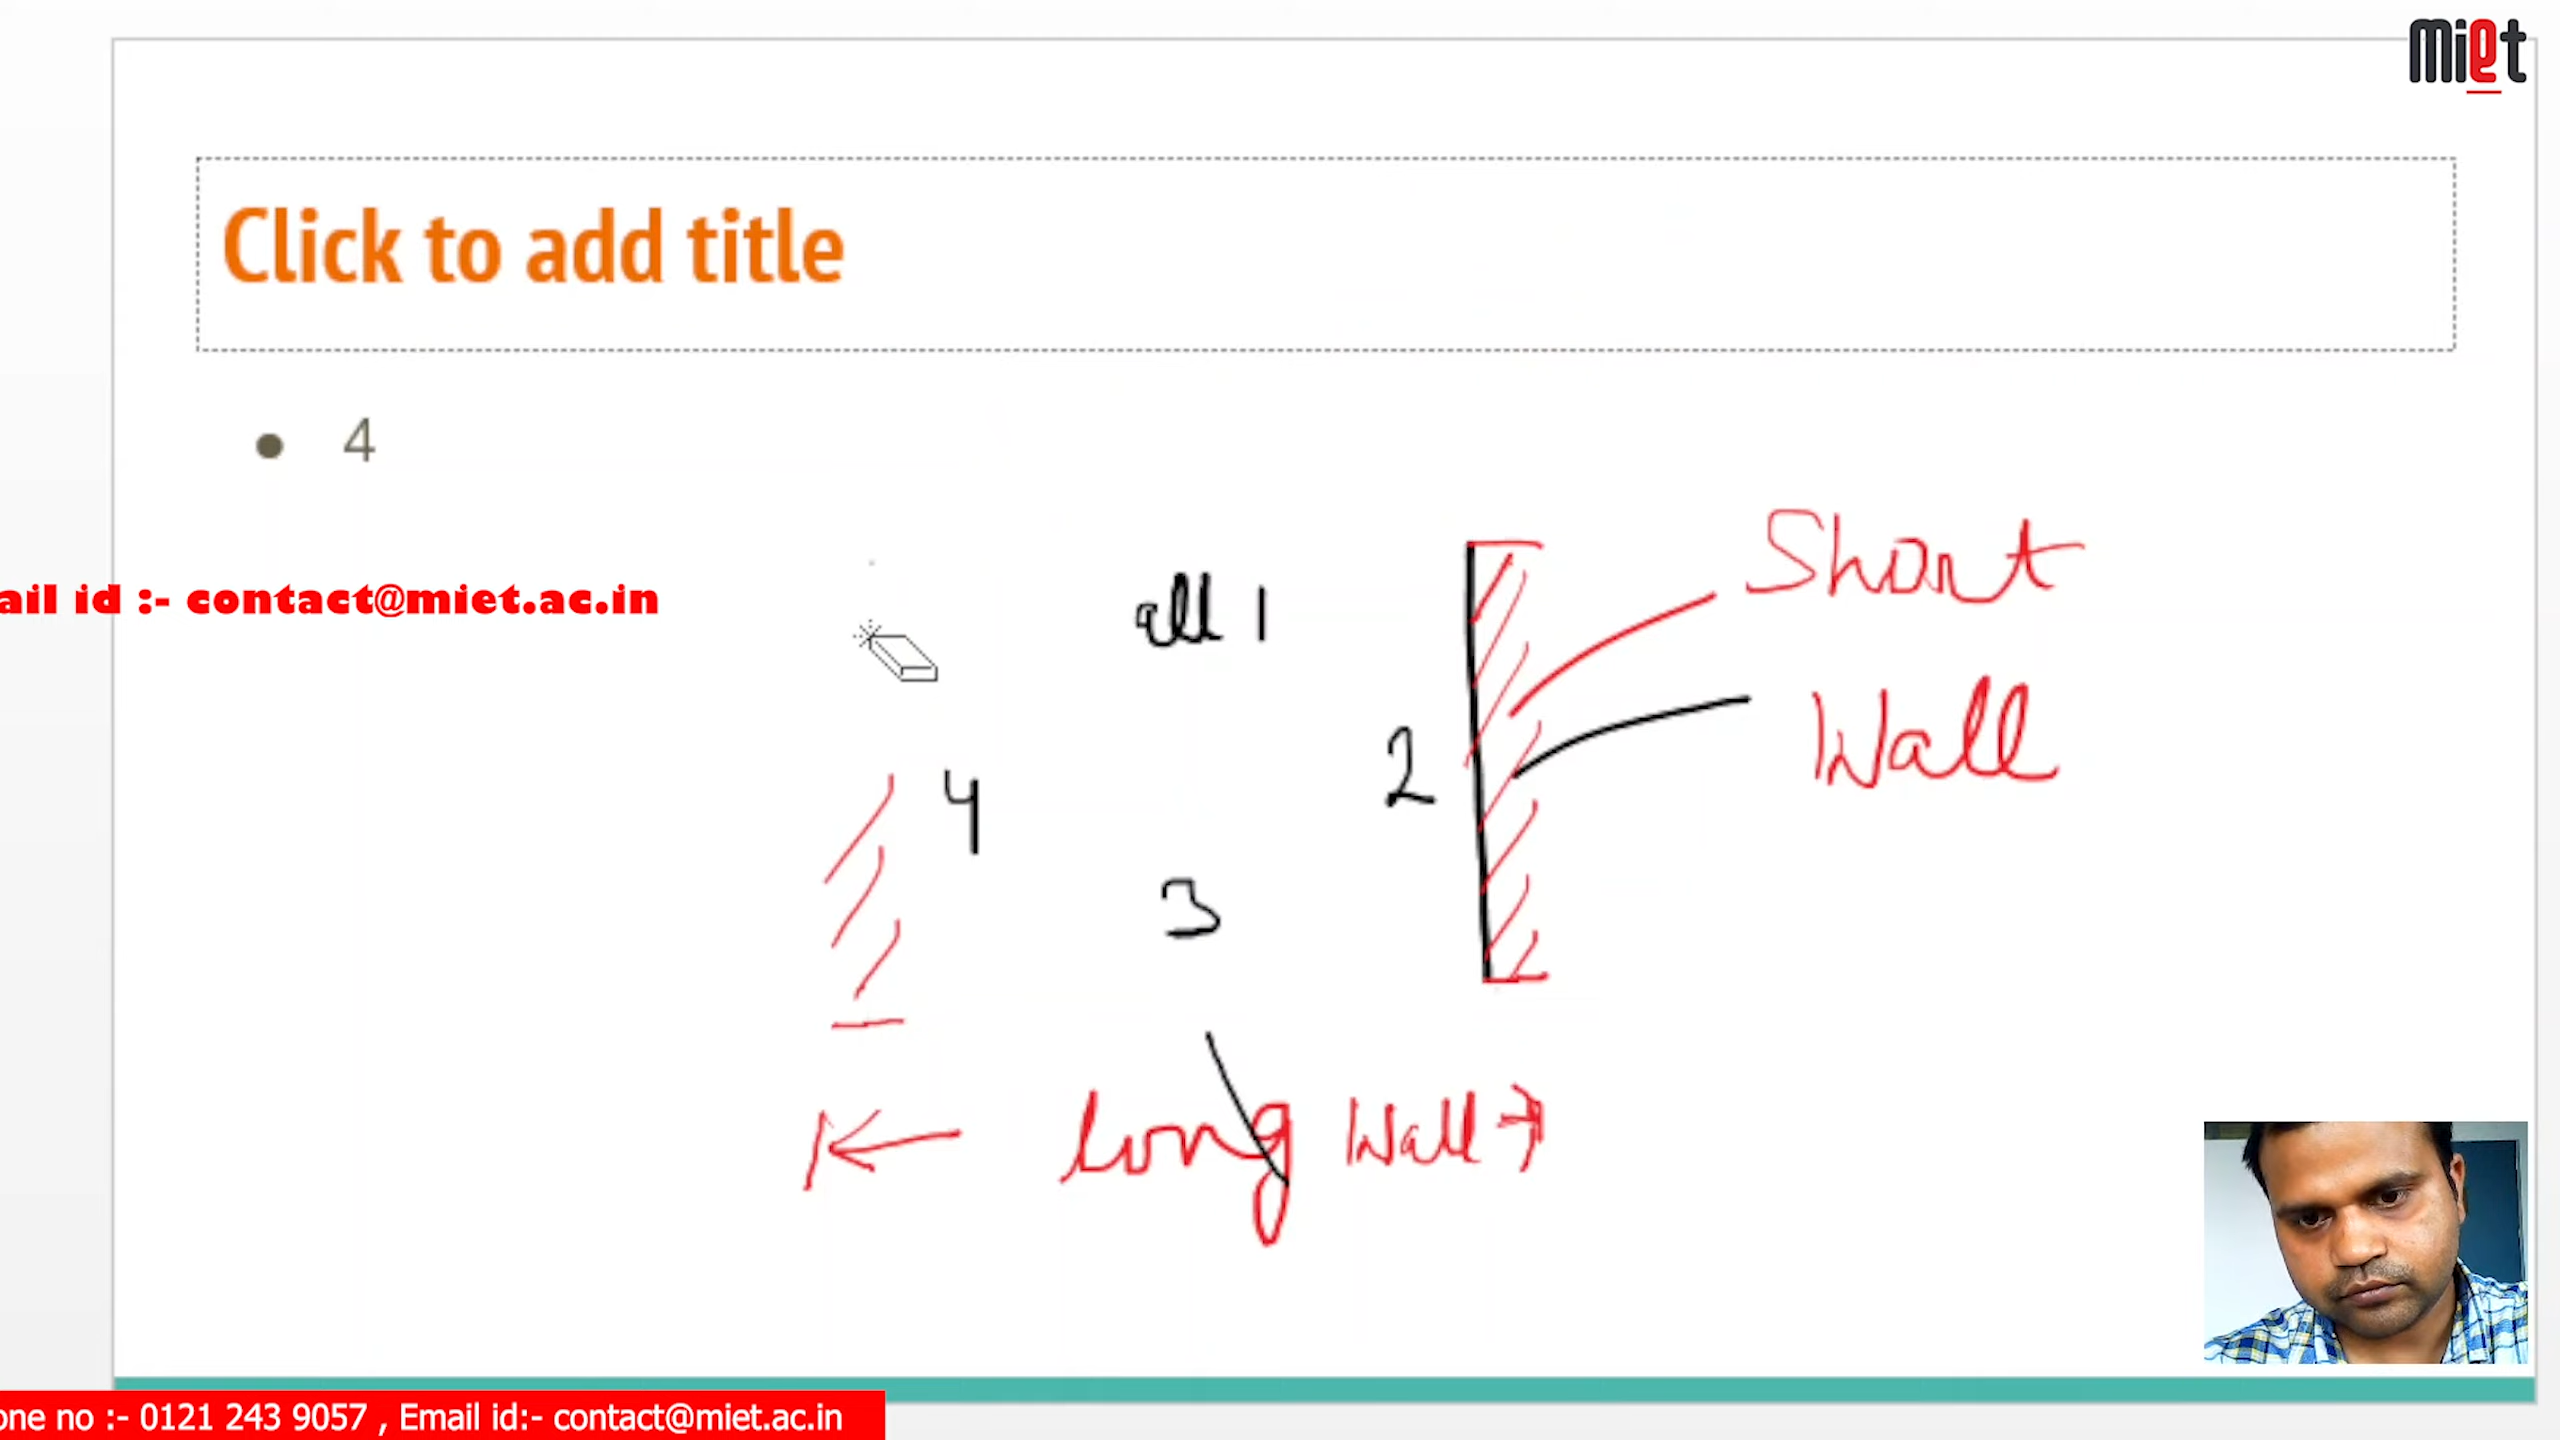 miet
Click to add title
4
ail id :- contact@miet.ac.in
all 1
Short
2
Wall
4
3
long Wall
one no :- 0121 243 9057 , Email id:- contact@miet.ac.in